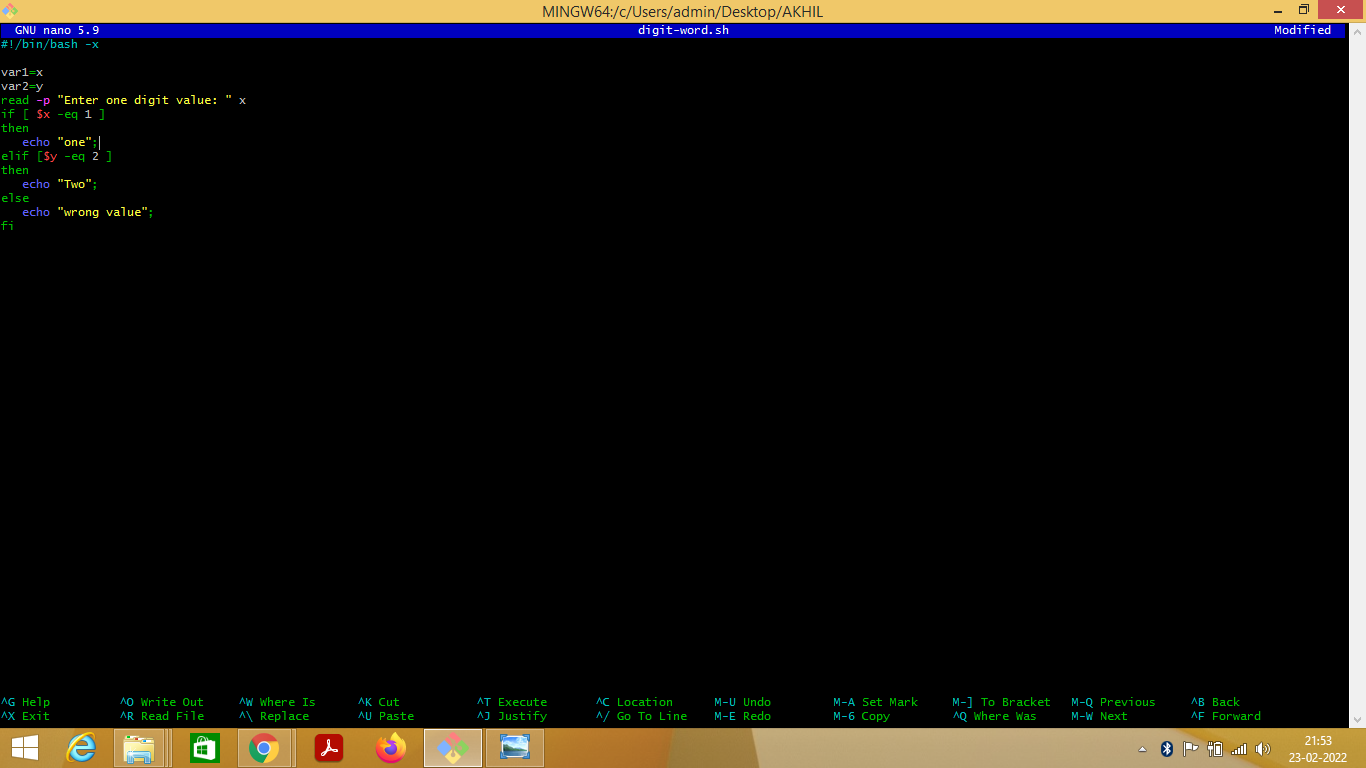 MINGW64:/c/Users/admin/Desktop/AKHIL
GNU nano 5.9 digit-word.sh Modified
#!/bin/bash -x
var1=x
var2=y
read -p "Enter one digit value: " x
if [ $x -eq 1 ]
then
   echo "one";
elif [$y -eq 2 ]
then
   echo "Two";
else
   echo "wrong value";
fi
^G Help ^O Write Out ^W Where Is ^K Cut ^T Execute ^C Location M-U Undo M-A Set Mark M-] To Bracket M-Q Previous ^B Back
^X Exit ^R Read File ^\ Replace ^U Paste ^J Justify ^/ Go To Line M-E Redo M-6 Copy ^Q Where Was M-W Next ^F Forward
21:53
23-02-2022